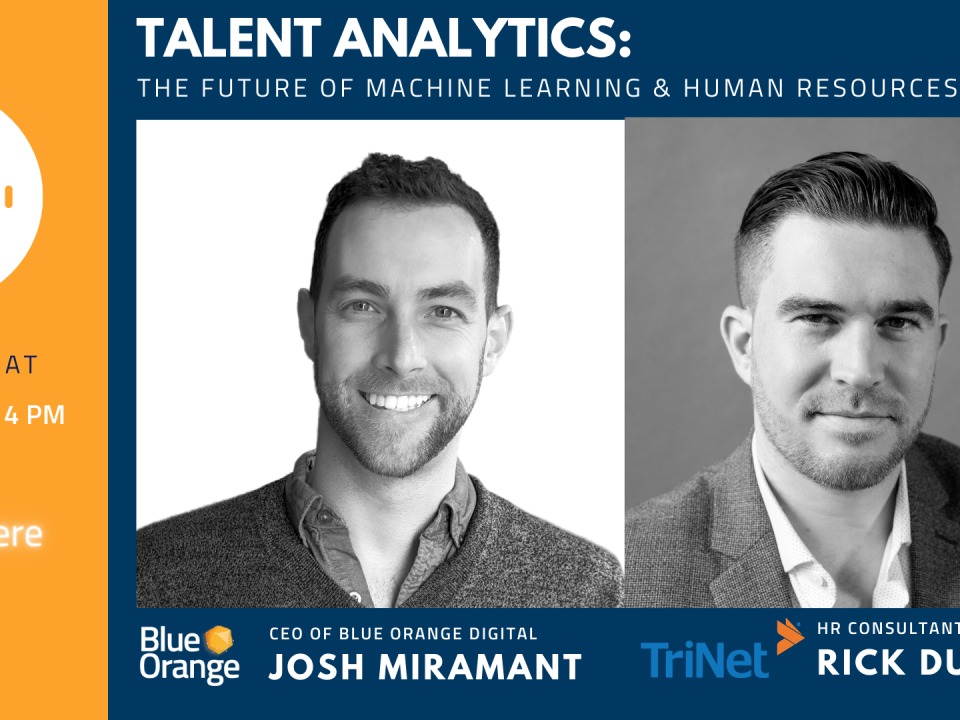 TALENT ANALYTICS:
THE FUTURE OF MACHINE LEARNING & HUMAN RESOURCES
AT
4 PM
ere
Blue
Orange
CEO OF BLUE ORANGE DIGITAL
JOSH MIRAMANT
TriNet
HR CONSULTANT
RICK DU